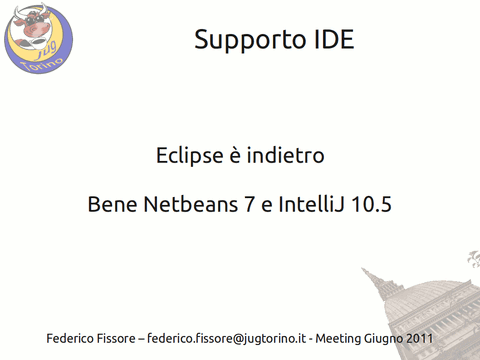 jug
Torino
Supporto IDE
Eclipse è indietro
Bene Netbeans 7 e IntelliJ 10.5
Federico Fissore – federico.fissore@jugtorino.it - Meeting Giugno 2011